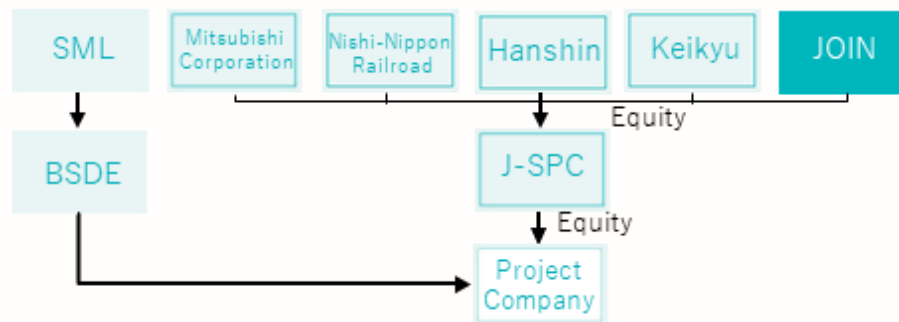 SML
Mitsubishi
Corporation
Nishi-Nippon
Railroad
Hanshin
Keikyu
JOIN
Equity
BSDE
J-SPC
Equity
Project
Company